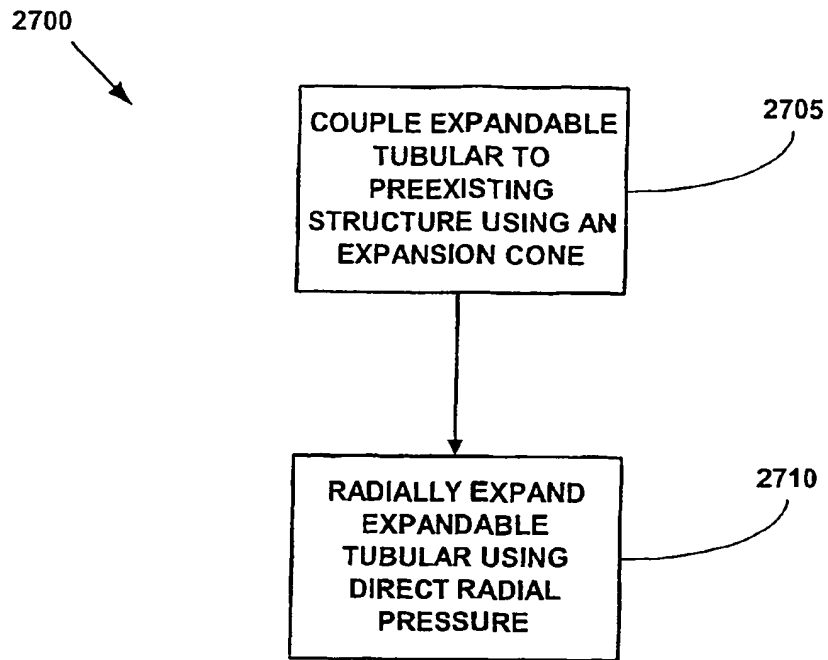 2700
COUPLE EXPANDABLE
TUBULAR TO
PREEXISTING
STRUCTURE USING AN
EXPANSION CONE
2705
RADIALLY EXPAND
EXPANDABLE
TUBULAR USING
DIRECT RADIAL
PRESSURE
2710